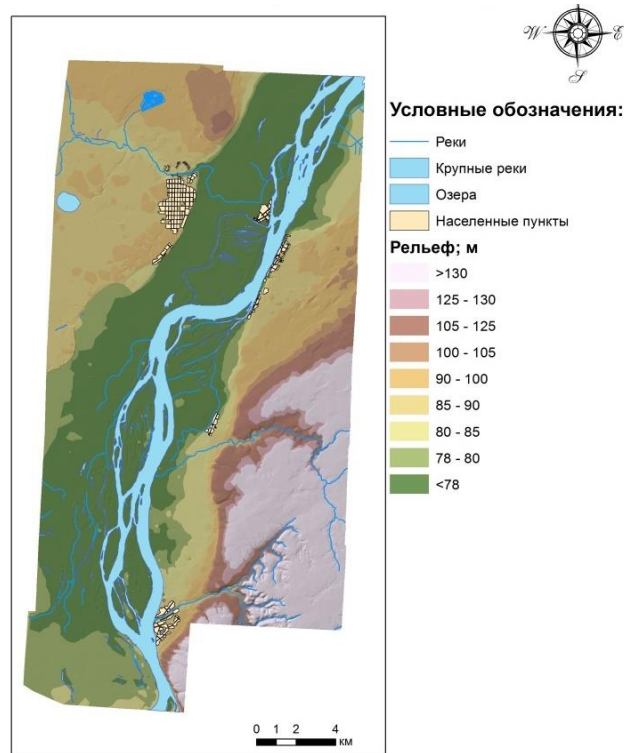 W
E
S
Условные обозначения:
Реки
Крупные реки
Озера
Населенные пункты
Рельеф; м
>130
125 - 130
105 - 125
100 - 105
90 - 100
85 - 90
80 - 85
78 - 80
<78
0 1 2 4
км